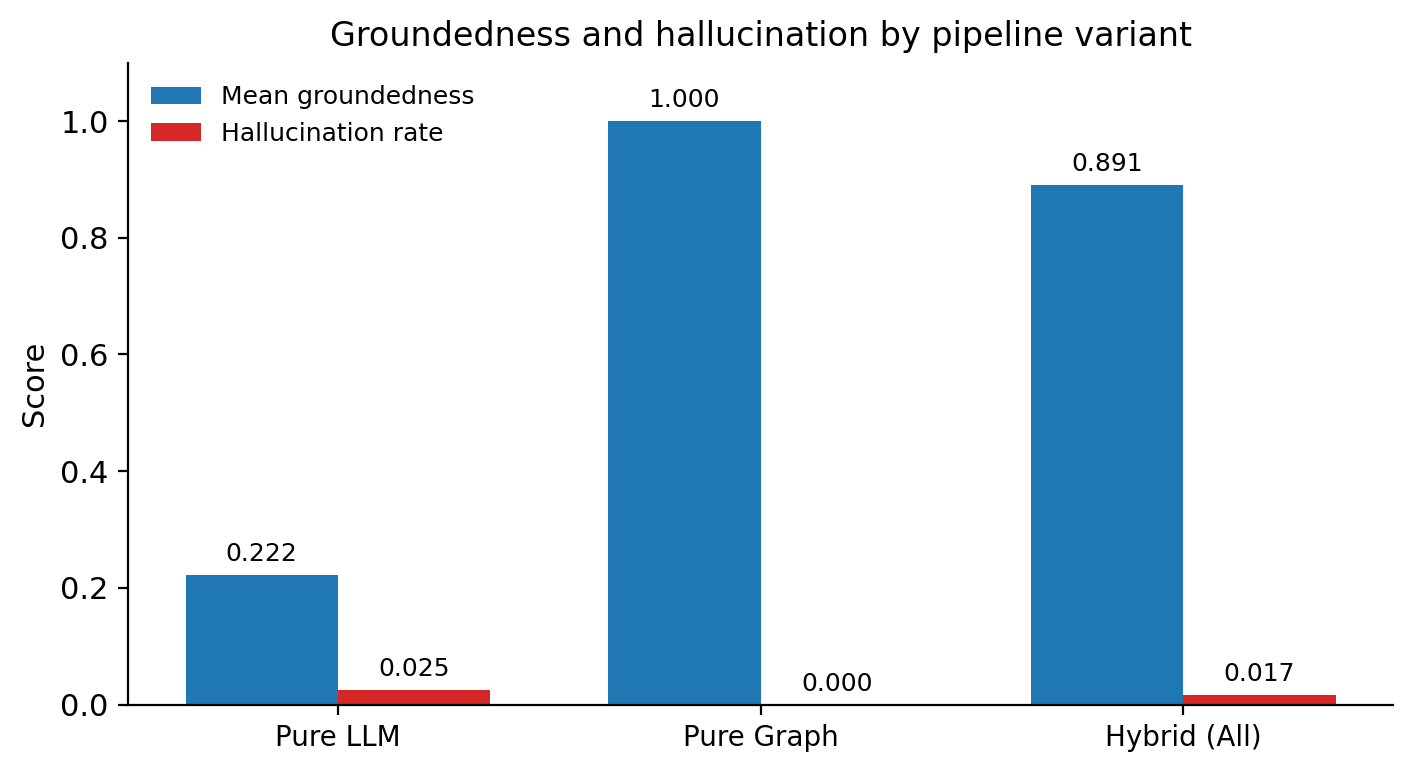 Groundedness and hallucination by pipeline variant
Mean groundedness
Hallucination rate
Score
1.0
0.8
0.6
0.4
0.2
0.0
0.222
0.025
1.000
0.000
0.891
0.017
Pure LLM
Pure Graph
Hybrid (All)